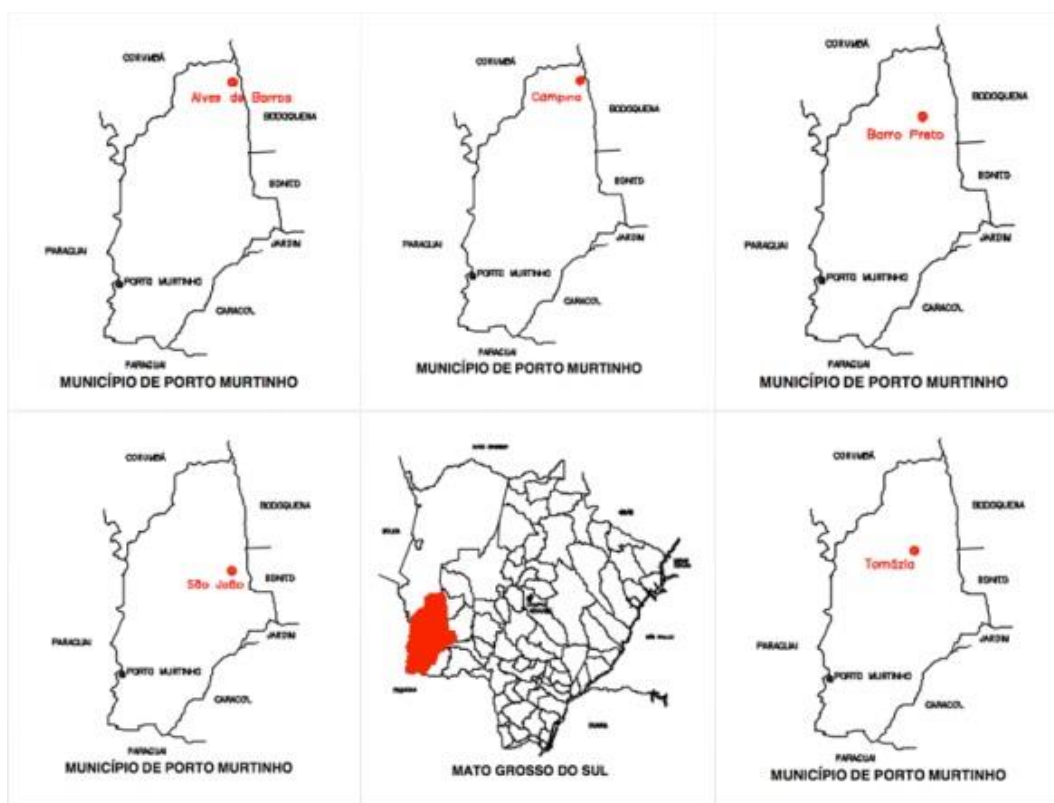 CORUMBÁ
Alves de Barros
BODOQUENA
BONITO
PARAGUAI
JARDIM
PORTO MURTINHO
CARACOL
PARAGUAI
MUNICÍPIO DE PORTO MURTINHO
CORUMBÁ
Campina
BODOQUENA
BONITO
PARAGUAI
JARDIM
PORTO MURTINHO
CARACOL
PARAGUAI
MUNICÍPIO DE PORTO MURTINHO
CORUMBÁ
BODOQUENA
Barro Preto
BONITO
PARAGUAI
JARDIM
PORTO MURTINHO
CARACOL
PARAGUAI
MUNICÍPIO DE PORTO MURTINHO
CORUMBÁ
BODOQUENA
São João
BONITO
PARAGUAI
JARDIM
PORTO MURTINHO
CARACOL
PARAGUAI
MUNICÍPIO DE PORTO MURTINHO
MATO GROSSO DO SUL
CORUMBÁ
BODOQUENA
Tomázia
BONITO
PARAGUAI
JARDIM
PORTO MURTINHO
CARACOL
PARAGUAI
MUNICÍPIO DE PORTO MURTINHO